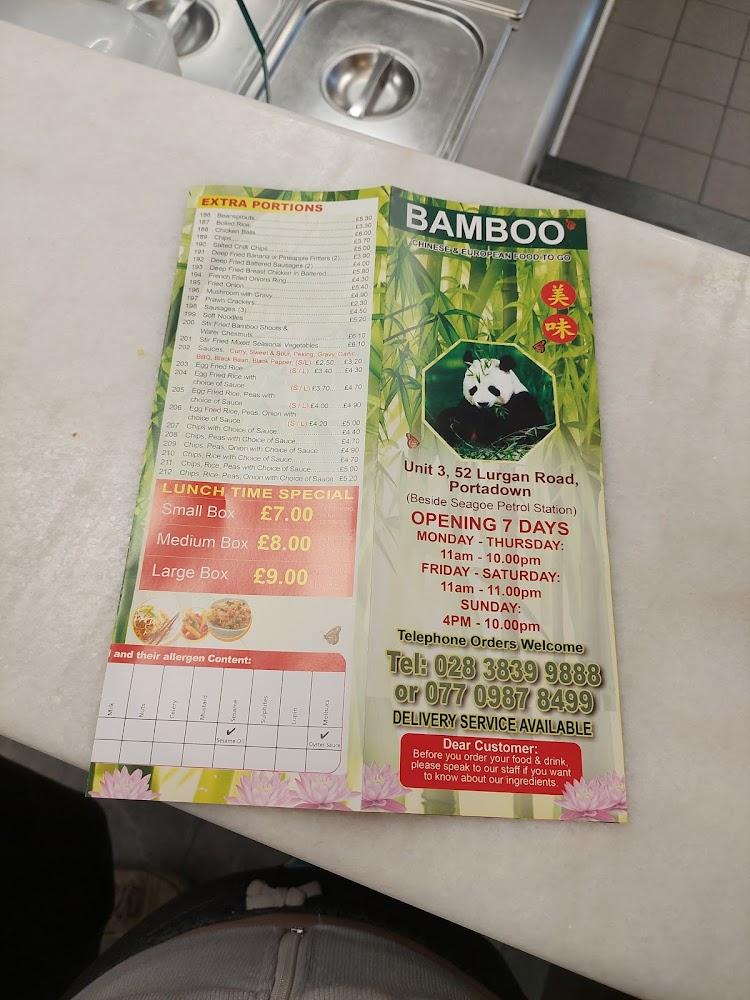 EXTRA PORTIONS
186 Beansprouts £5.30
187 Boiled Rice £3.30
188 Chicken Balls £6.00
189 Chips £3.70
190 Salted Chilli Chips £5.00
191 Deep Fried Banana or Pineapple Fritters (2) £3.90
192 Deep Fried Battered Sausages (2) £4.00
193 Deep Fried Breast Chicken in Battered £5.80
194 French Fried Onions Ring £4.30
195 Fried Onion £5.40
196 Mushroom with Gravy £4.90
197 Prawn Crackers £2.30
198 Sausages (3) £4.50
199 Soft Noodles £5.20
200 Stir Fried Bamboo Shoots &
Water Chestnuts £6.10
201 Stir Fried Mixed Seasonal Vegetables £6.10
202 Sauces, Curry, Sweet & Sour, Peking, Gravy, Garlic,
BBQ, Black Bean, Black Pepper (S/L) £2.50 £3.20
203 Egg Fried Rice (S / L) £3.40 £4.30
204 Egg Fried Rice with
choice of Sauce (S / L) £3.70 £4.70
205 Egg Fried Rice, Peas with
choice of Sauce (S / L) £4.00 £4.90
206 Egg Fried Rice, Peas, Onion with
choice of Sauce (S / L) £4.20 £5.00
207 Chips with Choice of Sauce £4.40
208 Chips, Peas with Choice of Sauce £4.70
209 Chips, Peas, Onion with Choice of Sauce £4.90
210 Chips, Rice with Choice of Sauce £4.70
211 Chips, Rice, Peas with Choice of Sauce £5.00
212 Chips, Rice, Peas, Onion with Choice of Sauce £5.20
LUNCH TIME SPECIAL
Small Box £7.00
Medium Box £8.00
Large Box £9.00
and their allergen Content:
Milk Nuts Celery Mustard Sesame Sulphites Lupin Molluscs
✓ ✓
Sesame Oil Oyster Sauce
BAMBOO
CHINESE & EUROPEAN FOOD TO GO
美
味
Unit 3, 52 Lurgan Road,
Portadown
(Beside Seagoe Petrol Station)
OPENING 7 DAYS
MONDAY - THURSDAY:
11am - 10.00pm
FRIDAY - SATURDAY:
11am - 11.00pm
SUNDAY:
4PM - 10.00pm
Telephone Orders Welcome
Tel: 028 3839 9888
or 077 0987 8499
DELIVERY SERVICE AVAILABLE
Dear Customer:
Before you order your food & drink,
please speak to our staff if you want
to know about our ingredients.